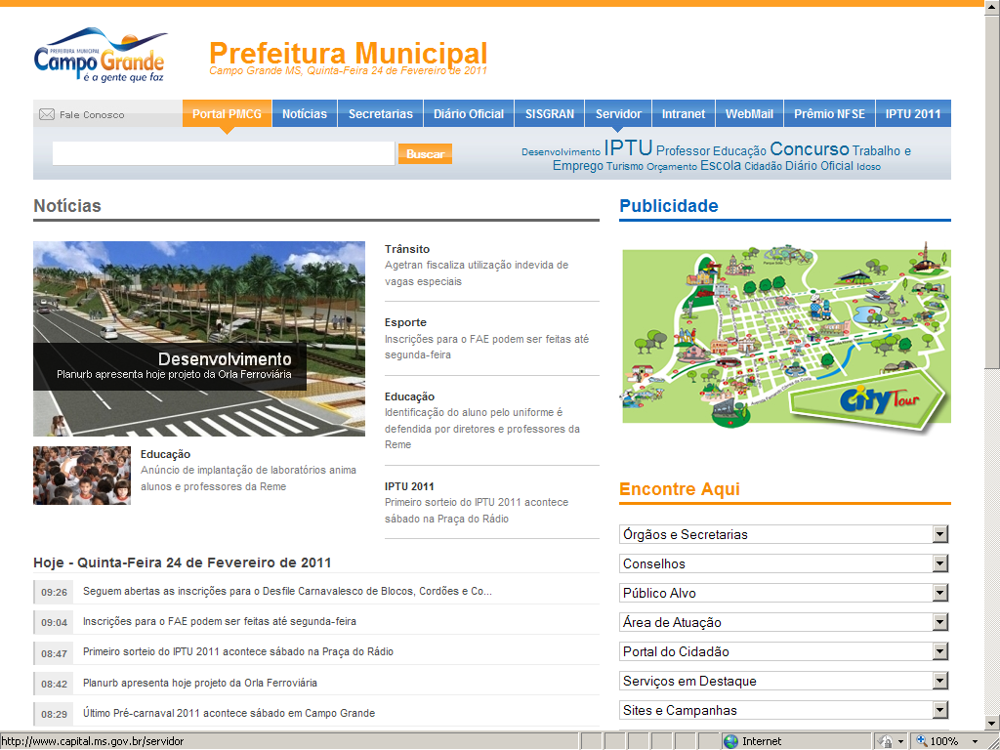 PREFEITURA MUNICIPAL
Campo Grande
é a gente que faz
Prefeitura Municipal
Campo Grande MS, Quinta-Feira 24 de Fevereiro de 2011
Fale Conosco
Portal PMCG
Notícias
Secretarias
Diário Oficial
SISGRAN
Servidor
Intranet
WebMail
Prêmio NFSE
IPTU 2011
Buscar
Desenvolvimento IPTU Professor Educação Concurso Trabalho e
Emprego Turismo Orçamento Escola Cidadão Diário Oficial Idoso
Notícias
Desenvolvimento
Planurb apresenta hoje projeto da Orla Ferroviária
Educação
Anúncio de implantação de laboratórios anima
alunos e professores da Reme
Trânsito
Agetran fiscaliza utilização indevida de
vagas especiais
Esporte
Inscrições para o FAE podem ser feitas até
segunda-feira
Educação
Identificação do aluno pelo uniforme é
defendida por diretores e professores da
Reme
IPTU 2011
Primeiro sorteio do IPTU 2011 acontece
sábado na Praça do Rádio
Hoje - Quinta-Feira 24 de Fevereiro de 2011
09:26 Seguem abertas as inscrições para o Desfile Carnavalesco de Blocos, Cordões e Co...
09:04 Inscrições para o FAE podem ser feitas até segunda-feira
08:47 Primeiro sorteio do IPTU 2011 acontece sábado na Praça do Rádio
08:42 Planurb apresenta hoje projeto da Orla Ferroviária
08:29 Último Pré-carnaval 2011 acontece sábado em Campo Grande
Publicidade
City Tour
Encontre Aqui
Órgãos e Secretarias
Conselhos
Público Alvo
Área de Atuação
Portal do Cidadão
Serviços em Destaque
Sites e Campanhas
http://www.capital.ms.gov.br/servidor
Internet
100%